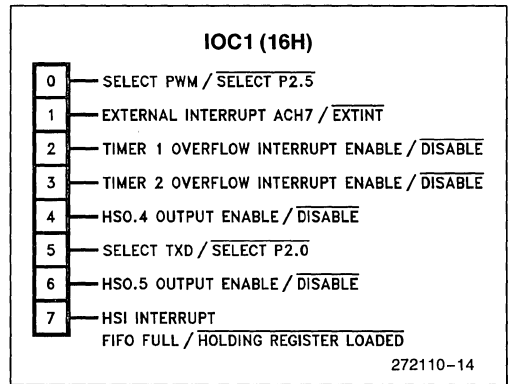 IOC1 (16H)
0 SELECT PWM / SELECT P2.5
1 EXTERNAL INTERRUPT ACH7 / EXTINT
2 TIMER 1 OVERFLOW INTERRUPT ENABLE / DISABLE
3 TIMER 2 OVERFLOW INTERRUPT ENABLE / DISABLE
4 HSO.4 OUTPUT ENABLE / DISABLE
5 SELECT TXD / SELECT P2.0
6 HSO.5 OUTPUT ENABLE / DISABLE
7 HSI INTERRUPT
FIFO FULL / HOLDING REGISTER LOADED
272110-14